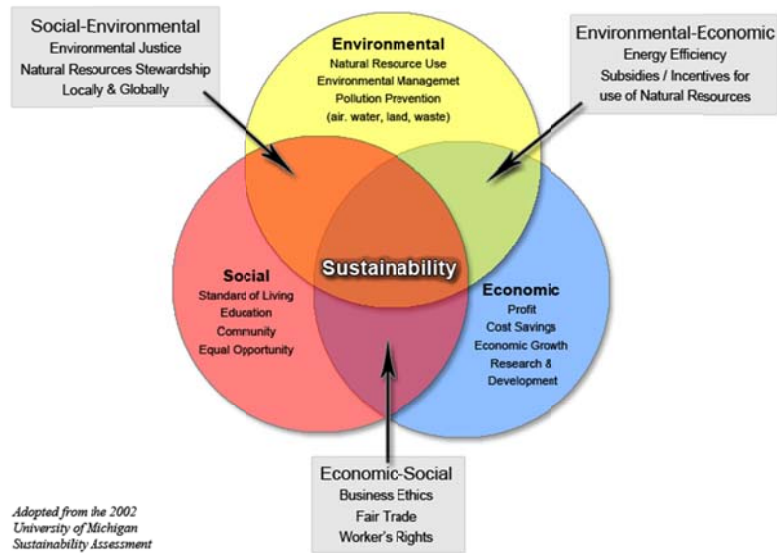 Social-Environmental
Environmental Justice
Natural Resources Stewardship
Locally & Globally
Environmental
Natural Resource Use
Environmental Managemet
Pollution Prevention
(air, water, land, waste)
Environmental-Economic
Energy Efficiency
Subsidies / Incentives for
use of Natural Resources
Sustainability
Social
Standard of Living
Education
Community
Equal Opportunity
Economic
Profit
Cost Savings
Economic Growth
Research &
Development
Economic-Social
Business Ethics
Fair Trade
Worker's Rights
Adopted from the 2002
University of Michigan
Sustainability Assessment